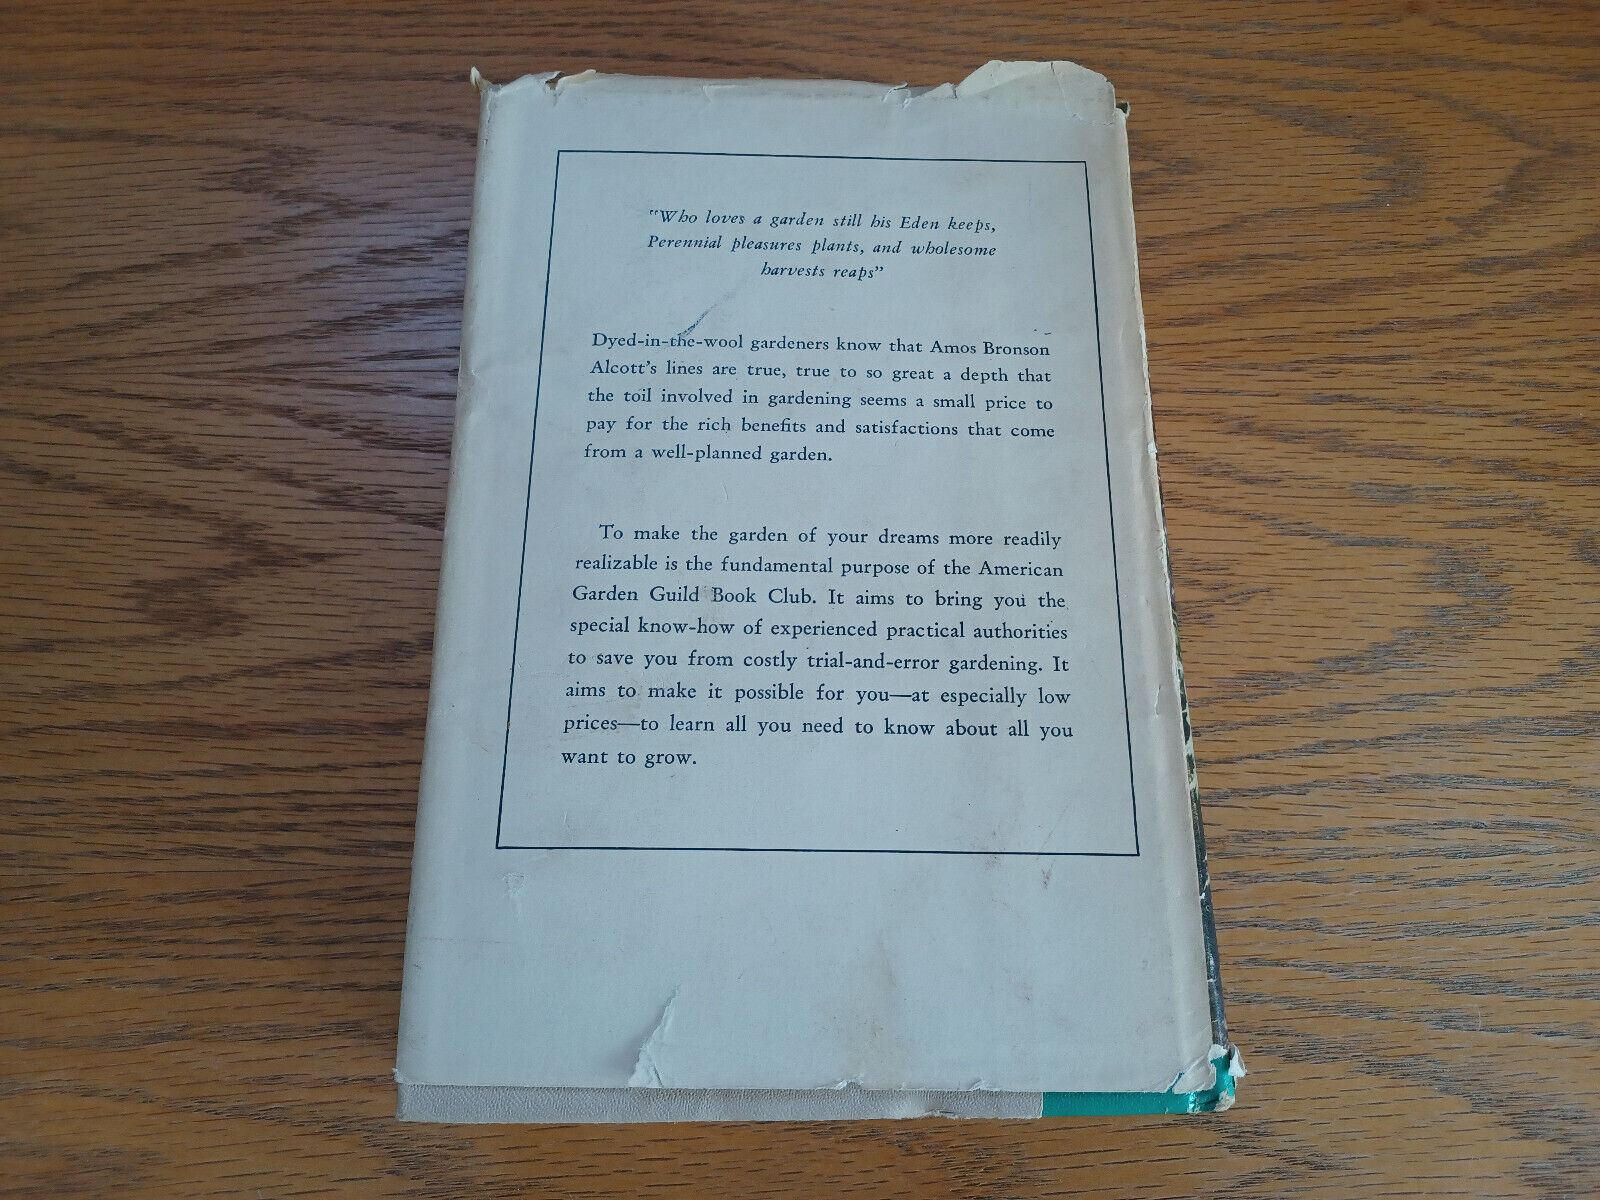 "Who loves a garden still his Eden keeps,
Perennial pleasures plants, and wholesome
harvests reaps"
Dyed-in-the-wool gardeners know that Amos Bronson
Alcott's lines are true, true to so great a depth that
the toil involved in gardening seems a small price to
pay for the rich benefits and satisfactions that come
from a well-planned garden.
To make the garden of your dreams more readily
realizable is the fundamental purpose of the American
Garden Guild Book Club. It aims to bring you the
special know-how of experienced practical authorities
to save you from costly trial-and-error gardening. It
aims to make it possible for you—at especially low
prices—to learn all you need to know about all you
want to grow.